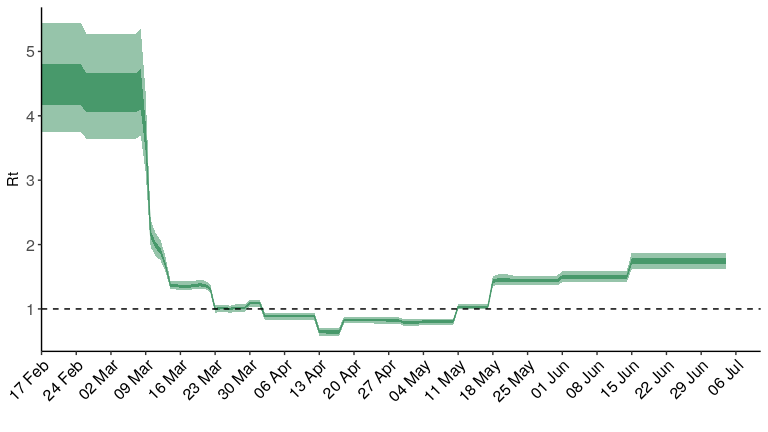 Rt
5
4
3
2
1
17 Feb
24 Feb
02 Mar
09 Mar
16 Mar
23 Mar
30 Mar
06 Apr
13 Apr
20 Apr
27 Apr
04 May
11 May
18 May
25 May
01 Jun
08 Jun
15 Jun
22 Jun
29 Jun
06 Jul